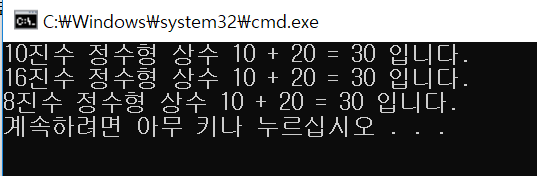 C:₩Windows₩system32₩cmd.exe
10진수 정수형 상수 10 + 20 = 30 입니다.
16진수 정수형 상수 10 + 20 = 30 입니다.
8진수 정수형 상수 10 + 20 = 30 입니다.
계속하려면 아무 키나 누르십시오 . . .